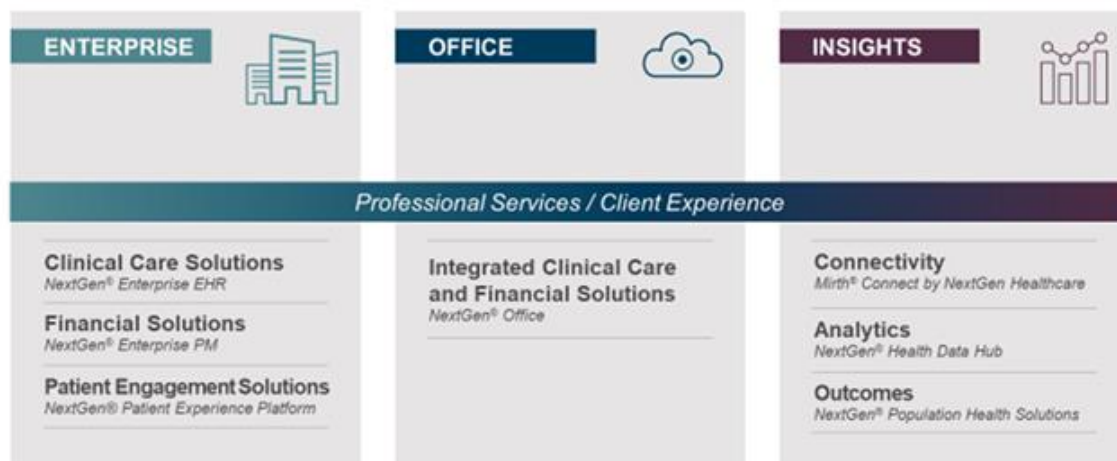 ENTERPRISE
OFFICE
INSIGHTS
Professional Services / Client Experience
Clinical Care Solutions
NextGen® Enterprise EHR
Financial Solutions
NextGen® Enterprise PM
Patient Engagement Solutions
NextGen® Patient Experience Platform
Integrated Clinical Care
and Financial Solutions
NextGen® Office
Connectivity
Mirth® Connect by NextGen Healthcare
Analytics
NextGen® Health Data Hub
Outcomes
NextGen® Population Health Solutions